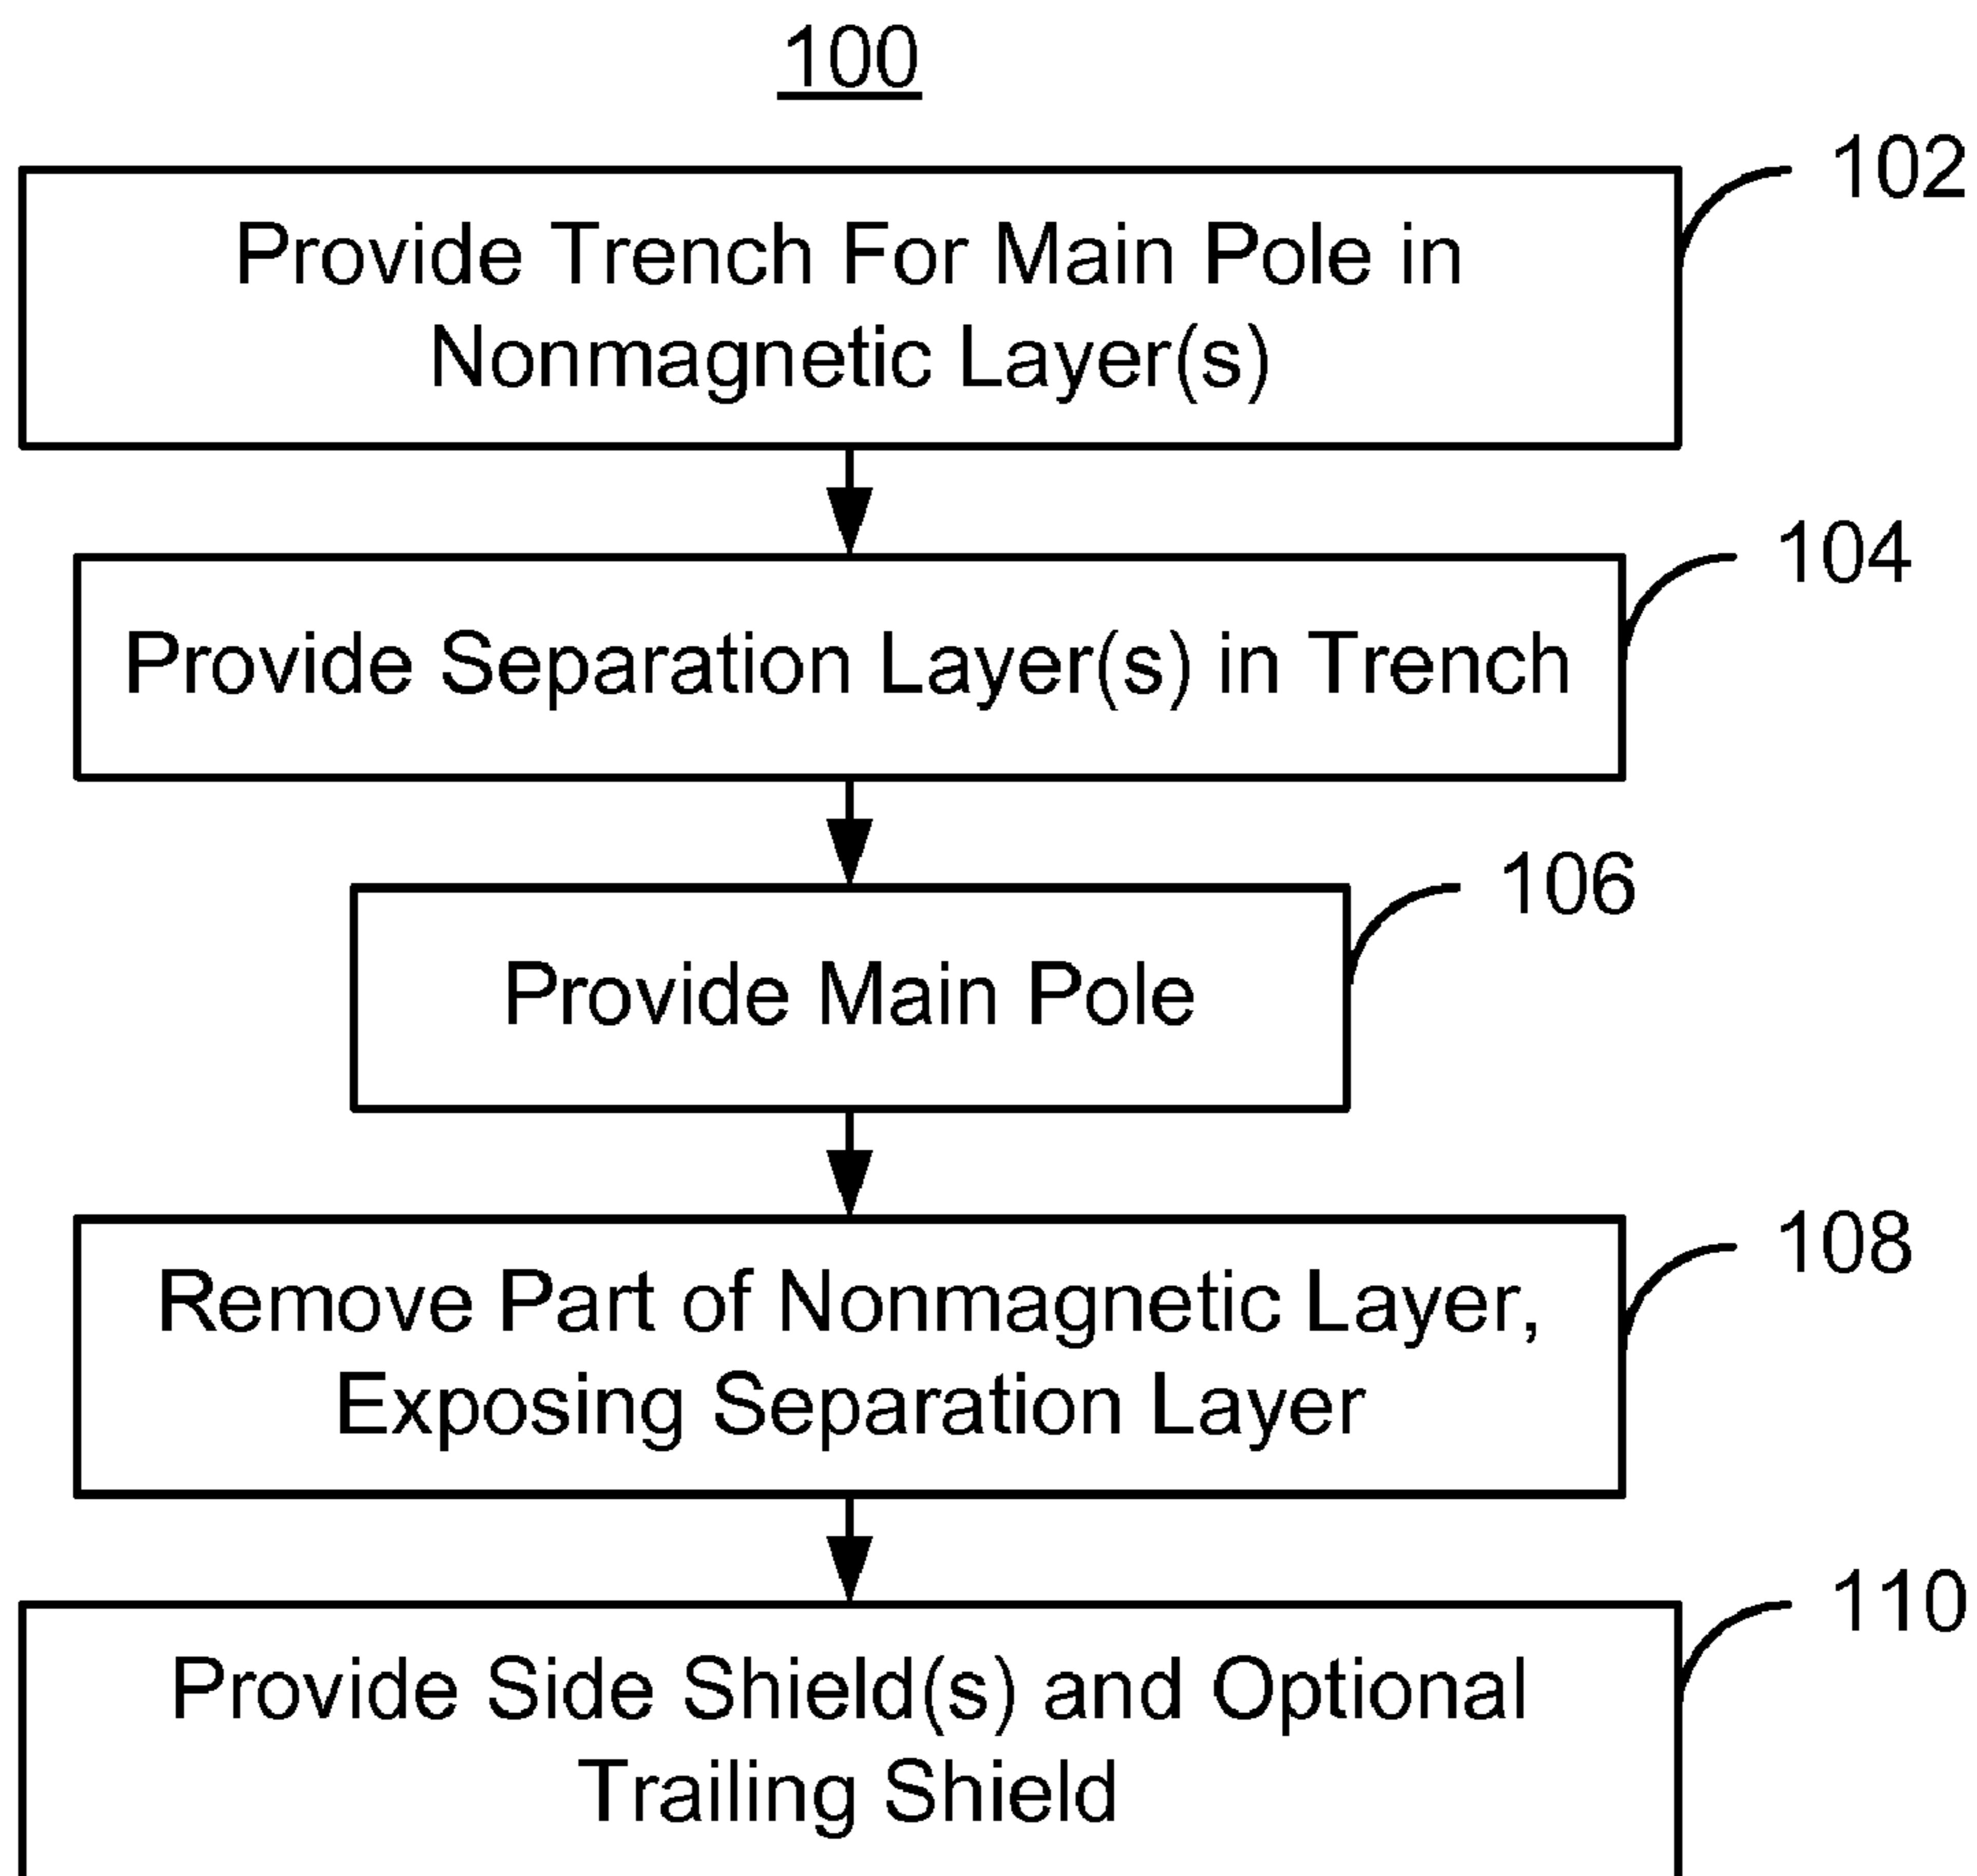 100
102
Provide Trench For Main Pole in
Nonmagnetic Layer(s)
104
Provide Separation Layer(s) in Trench
106
Provide Main Pole
108
Remove Part of Nonmagnetic Layer,
Exposing Separation Layer
110
Provide Side Shield(s) and Optional
Trailing Shield